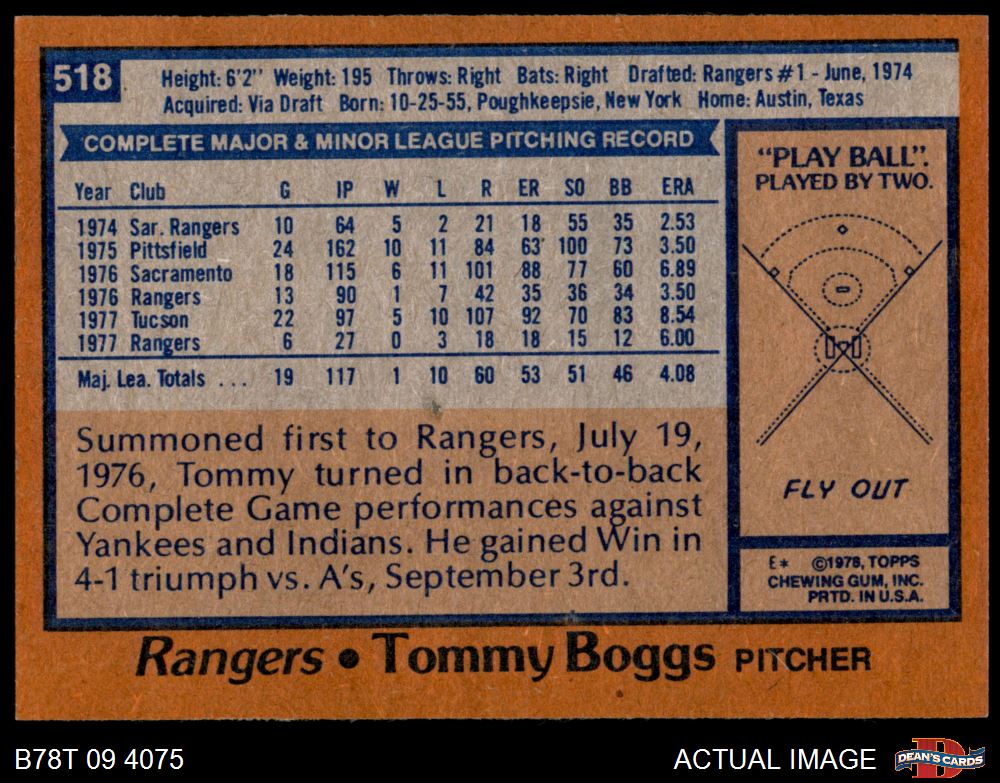 518
Height: 6'2" Weight: 195 Throws: Right Bats: Right Drafted: Rangers #1 - June, 1974
Acquired: Via Draft Born: 10-25-55, Poughkeepsie, New York Home: Austin, Texas
COMPLETE MAJOR & MINOR LEAGUE PITCHING RECORD
Year Club G IP W L R ER SO BB ERA
1974 Sar. Rangers 10 64 5 2 21 18 55 35 2.53
1975 Pittsfield 24 162 10 11 84 63 100 73 3.50
1976 Sacramento 18 115 6 11 101 88 77 60 6.89
1976 Rangers 13 90 1 7 42 35 36 34 3.50
1977 Tucson 22 97 5 10 107 92 70 83 8.54
1977 Rangers 6 27 0 3 18 18 15 12 6.00
Maj. Lea. Totals ... 19 117 1 10 60 53 51 46 4.08
Summoned first to Rangers, July 19,
1976, Tommy turned in back-to-back
Complete Game performances against
Yankees and Indians. He gained Win in
4-1 triumph vs. A's, September 3rd.
"PLAY BALL".
PLAYED BY TWO.
FLY OUT
E* ©1978, TOPPS
CHEWING GUM, INC.
PRTD. IN U.S.A.
Rangers • Tommy Boggs PITCHER
B78T 09 4075
ACTUAL IMAGE
D
DEAN'S CARDS